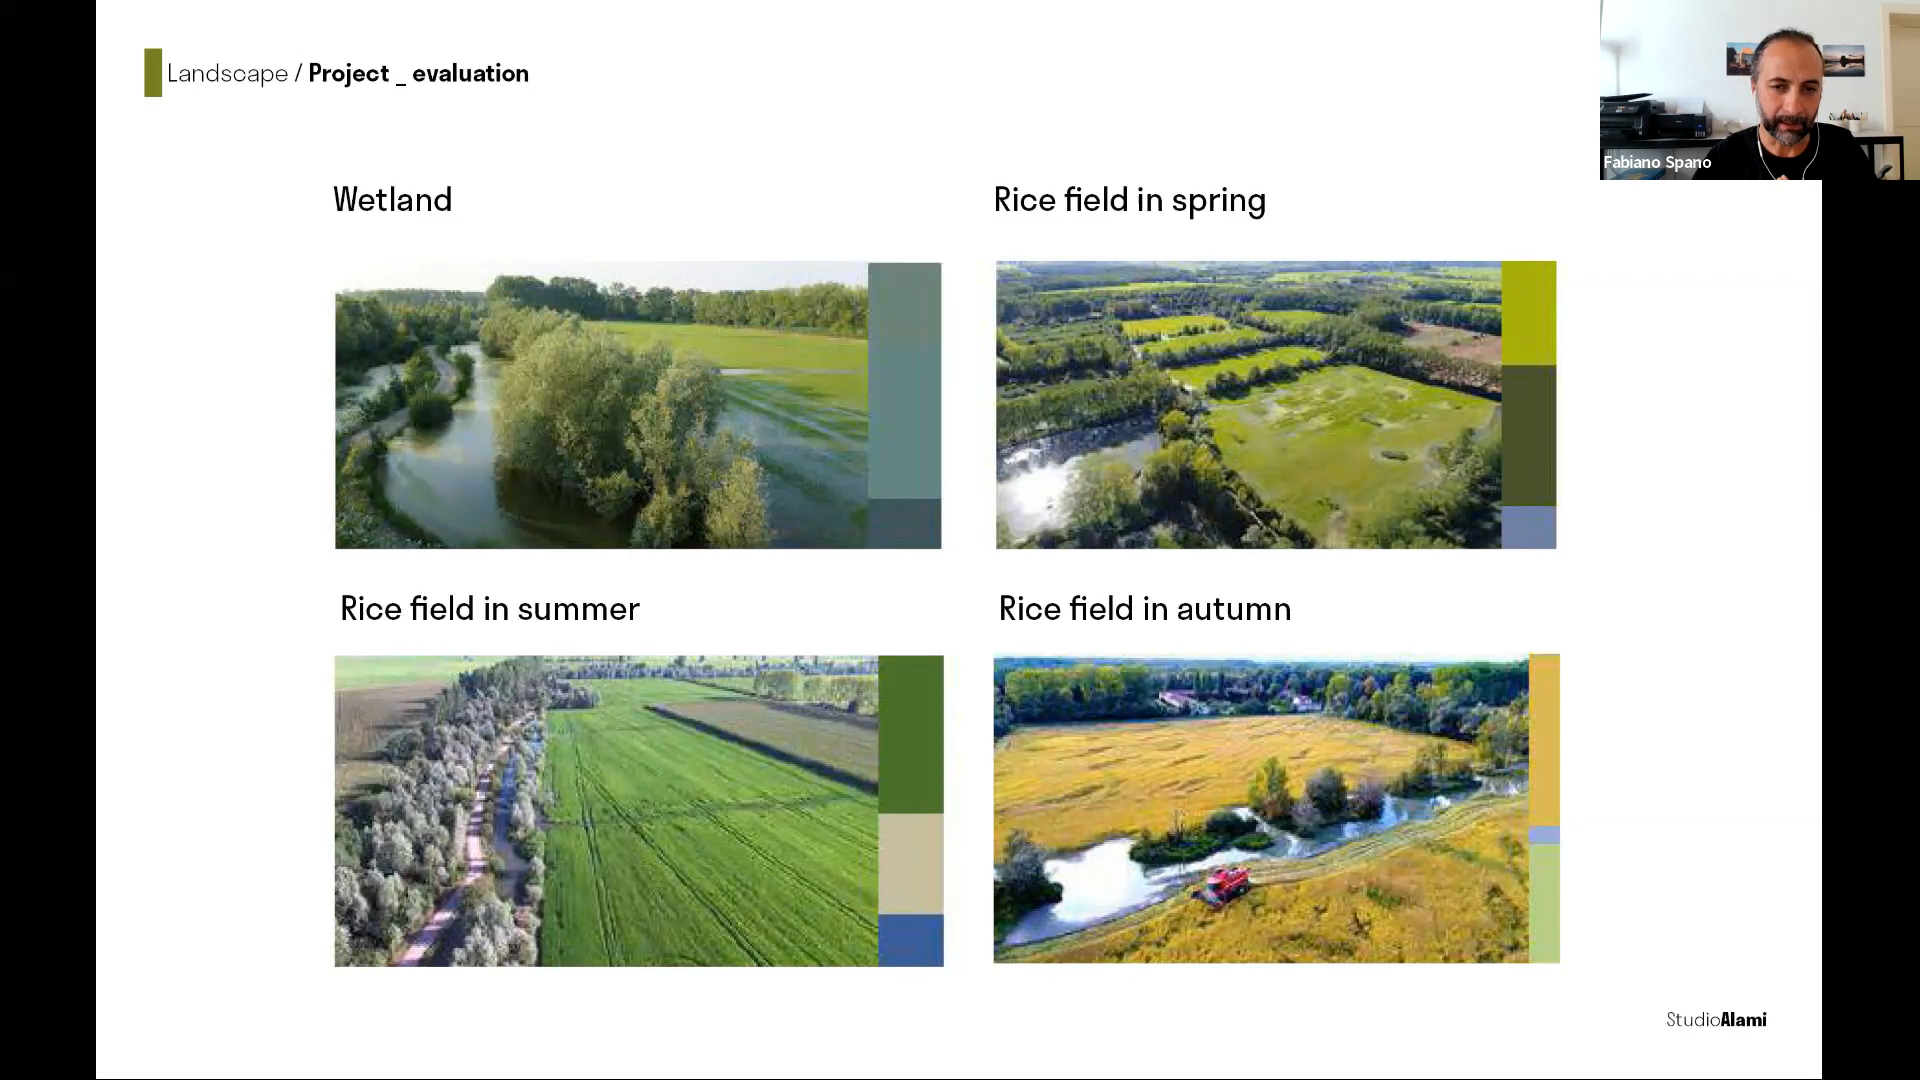 Landscape / Project _ evaluation
Fabiano Spano
Wetland
Rice field in spring
Rice field in summer
Rice field in autumn
StudioAlami